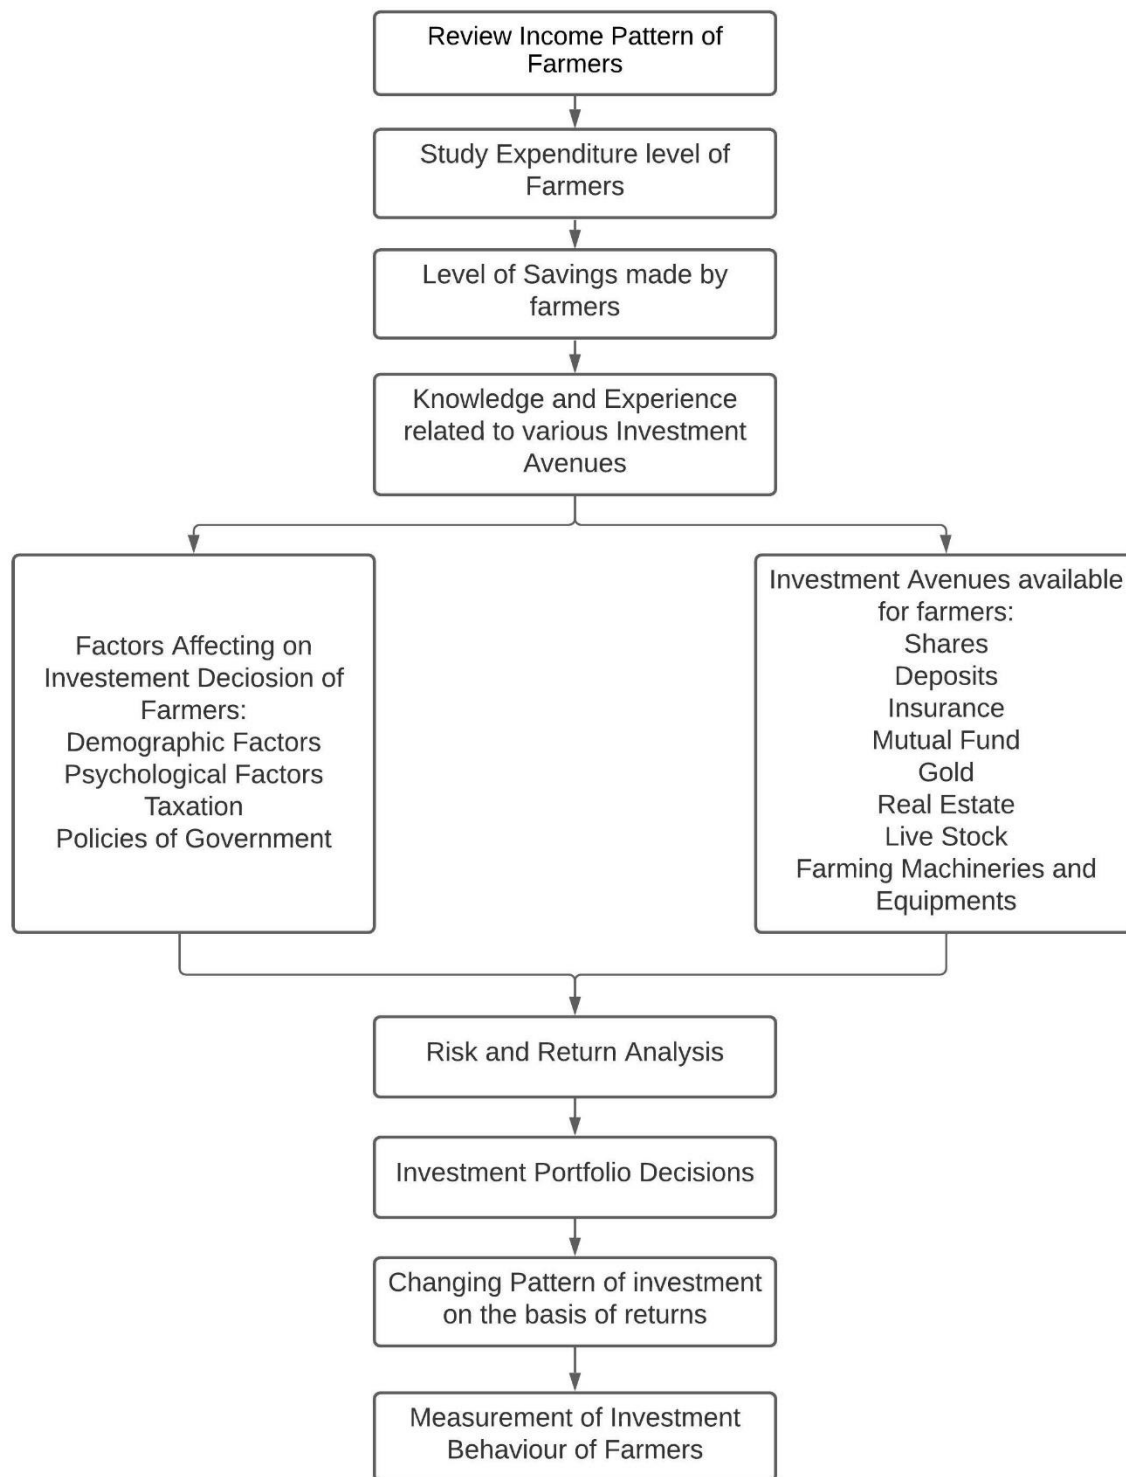 Review Income Pattern of
Farmers
Study Expenditure level of
Farmers
Level of Savings made by
farmers
Knowledge and Experience
related to various Investment
Avenues
Factors Affecting on
Investement Deciosion of
Farmers:
Demographic Factors
Psychological Factors
Taxation
Policies of Government
Investment Avenues available
for farmers:
Shares
Deposits
Insurance
Mutual Fund
Gold
Real Estate
Live Stock
Farming Machineries and
Equipments
Risk and Return Analysis
Investment Portfolio Decisions
Changing Pattern of investment
on the basis of returns
Measurement of Investment
Behaviour of Farmers